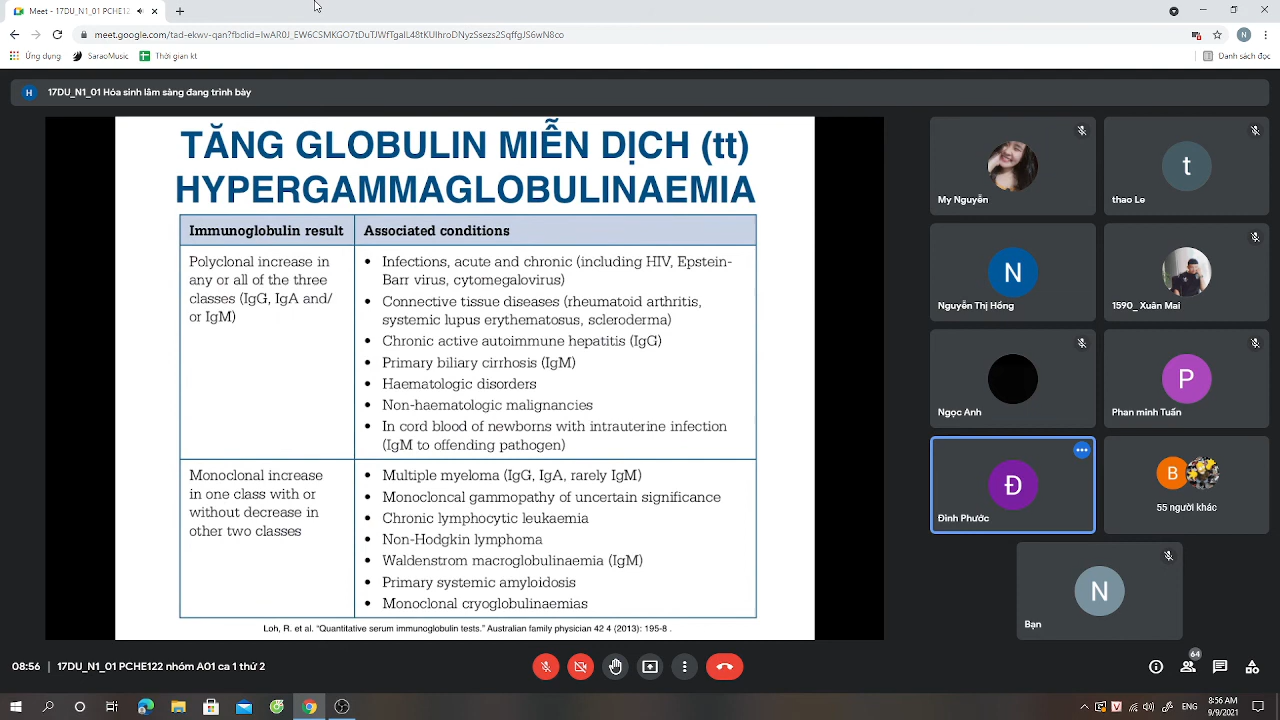 Meet - 17DU_N1_01 PCHE12
meet.google.com/tad-ekwv-qan?fbclid=IwAR0J_EW6CSMKGO7tDuTJWfTgaIL48tKUIhroDNyzSsezs2SqffgJS6wN8co
N
Ứng dụng SaraoMusic Thời gian kt Danh sách đọc
H 17DU_N1_01 Hóa sinh lâm sàng đang trình bày
TĂNG GLOBULIN MIỄN DỊCH (tt)
HYPERGAMMAGLOBULINAEMIA
Immunoglobulin result
Associated conditions
Polyclonal increase in
any or all of the three
classes (IgG, IgA and/
or IgM)
• Infections, acute and chronic (including HIV, Epstein-
Barr virus, cytomegalovirus)
• Connective tissue diseases (rheumatoid arthritis,
systemic lupus erythematosus, scleroderma)
• Chronic active autoimmune hepatitis (IgG)
• Primary biliary cirrhosis (IgM)
• Haematologic disorders
• Non-haematologic malignancies
• In cord blood of newborns with intrauterine infection
(IgM to offending pathogen)
Monoclonal increase
in one class with or
without decrease in
other two classes
• Multiple myeloma (IgG, IgA, rarely IgM)
• Monocloncal gammopathy of uncertain significance
• Chronic lymphocytic leukaemia
• Non-Hodgkin lymphoma
• Waldenstrom macroglobulinaemia (IgM)
• Primary systemic amyloidosis
• Monoclonal cryoglobulinaemias
Loh, R. et al. “Quantitative serum immunoglobulin tests.” Australian family physician 42 4 (2013): 195-8 .
My Nguyễn
t
thao Le
N
Nguyễn Thị Hồng
1590_ Xuân Mai
Ngọc Anh
P
Phan minh Tuấn
Đ
Đinh Phước
B
55 người khác
N
Bạn
08:56 | 17DU_N1_01 PCHE122 nhóm A01 ca 1 thứ 2
64
8:56 AM
9/9/2021